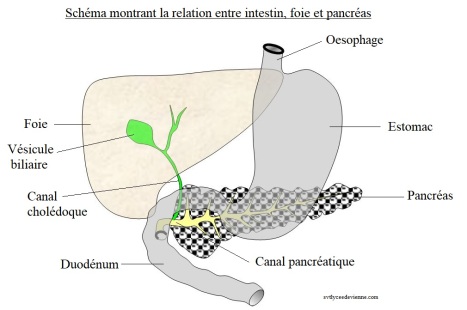 Schéma montrant la relation entre intestin, foie et pancréas
Oesophage
Foie
Estomac
Vésicule
biliaire
Canal
cholédoque
Pancréas
Duodénum
Canal pancréatique
svtlyceedevienne.com